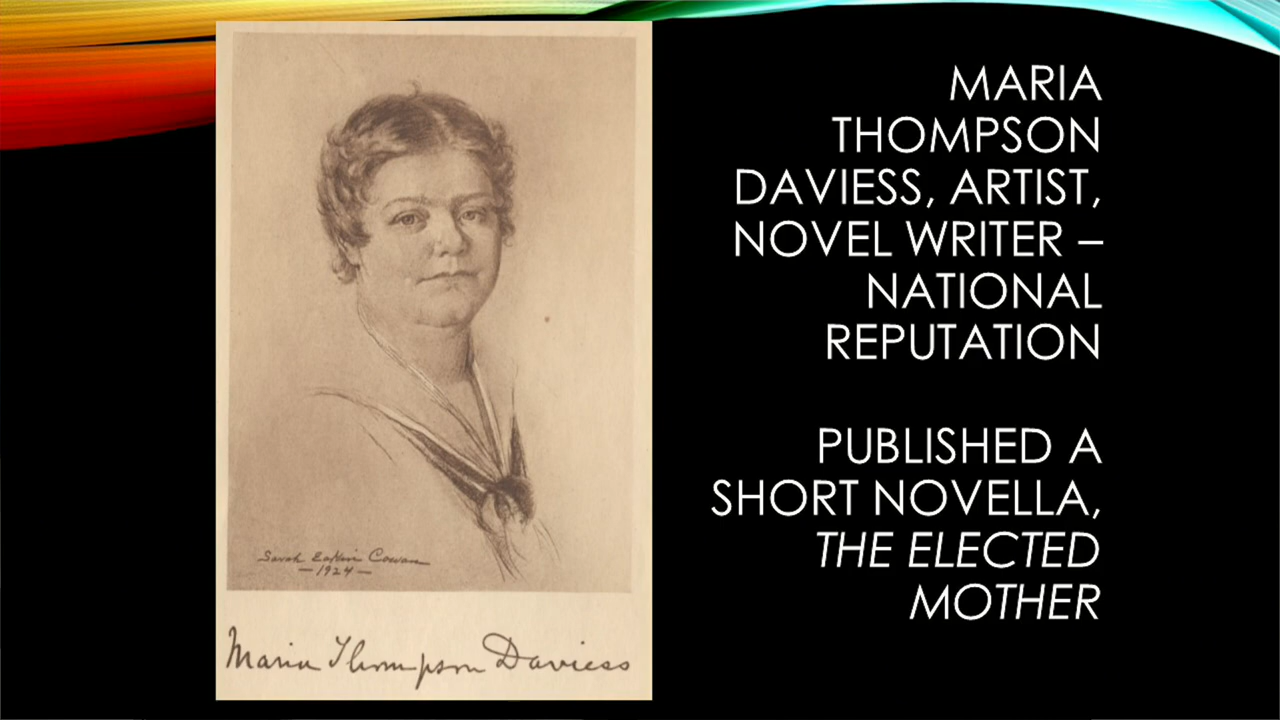 MARIA
THOMPSON
DAVIESS, ARTIST,
NOVEL WRITER –
NATIONAL
REPUTATION
PUBLISHED A
SHORT NOVELLA,
THE ELECTED
MOTHER
Sarah Eakin Cowan
—1924—
Maria Thompson Daviess